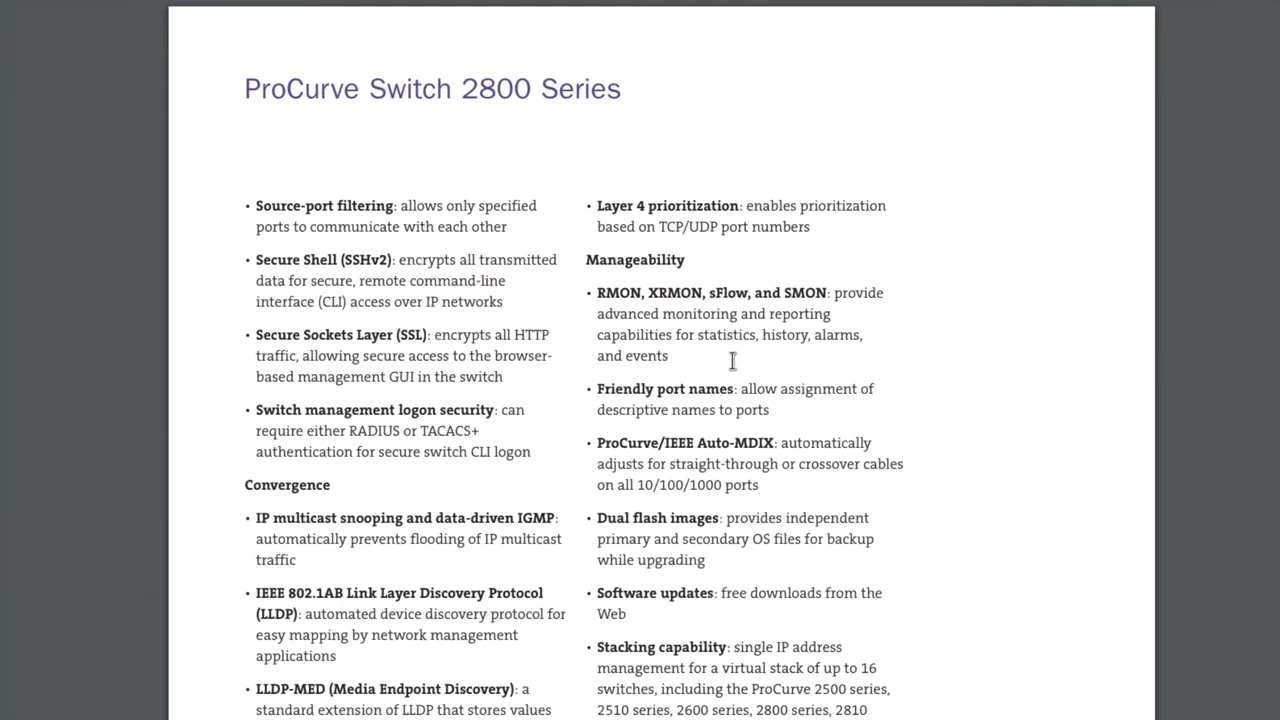 ProCurve Switch 2800 Series
• Source-port filtering: allows only specified
ports to communicate with each other
• Secure Shell (SSHv2): encrypts all transmitted
data for secure, remote command-line
interface (CLI) access over IP networks
• Secure Sockets Layer (SSL): encrypts all HTTP
traffic, allowing secure access to the browser-
based management GUI in the switch
• Switch management logon security: can
require either RADIUS or TACACS+
authentication for secure switch CLI logon
Convergence
• IP multicast snooping and data-driven IGMP:
automatically prevents flooding of IP multicast
traffic
• IEEE 802.1AB Link Layer Discovery Protocol
(LLDP): automated device discovery protocol for
easy mapping by network management
applications
• LLDP-MED (Media Endpoint Discovery): a
standard extension of LLDP that stores values
• Layer 4 prioritization: enables prioritization
based on TCP/UDP port numbers
Manageability
• RMON, XRMON, sFlow, and SMON: provide
advanced monitoring and reporting
capabilities for statistics, history, alarms,
and events
• Friendly port names: allow assignment of
descriptive names to ports
• ProCurve/IEEE Auto-MDIX: automatically
adjusts for straight-through or crossover cables
on all 10/100/1000 ports
• Dual flash images: provides independent
primary and secondary OS files for backup
while upgrading
• Software updates: free downloads from the
Web
• Stacking capability: single IP address
management for a virtual stack of up to 16
switches, including the ProCurve 2500 series,
2510 series, 2600 series, 2800 series, 2810